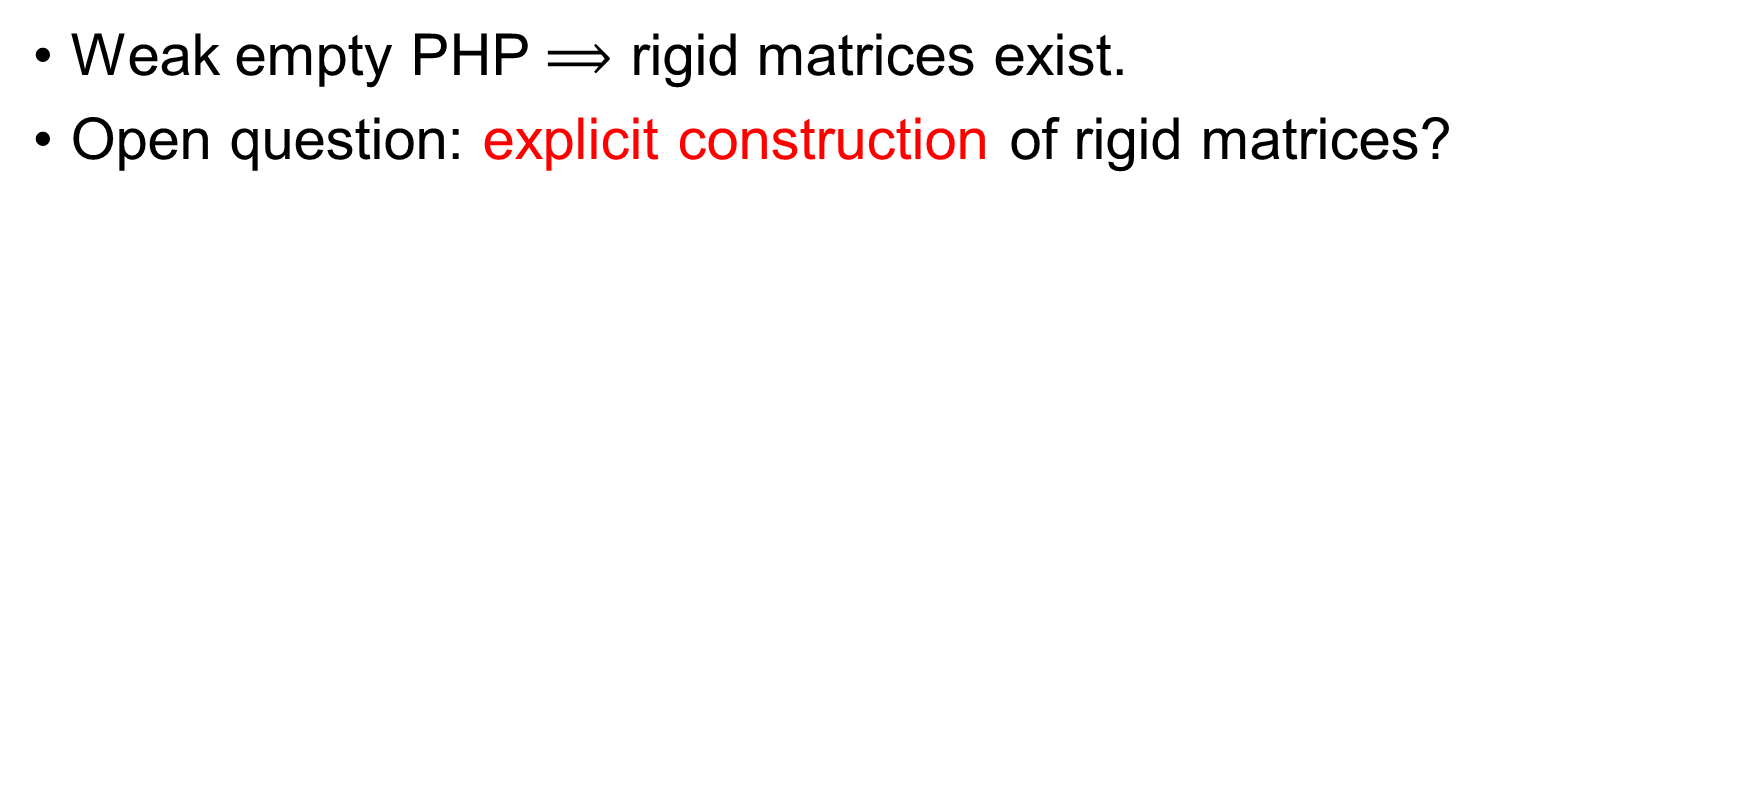 • Weak empty PHP ⟹ rigid matrices exist.
• Open question: explicit construction of rigid matrices?